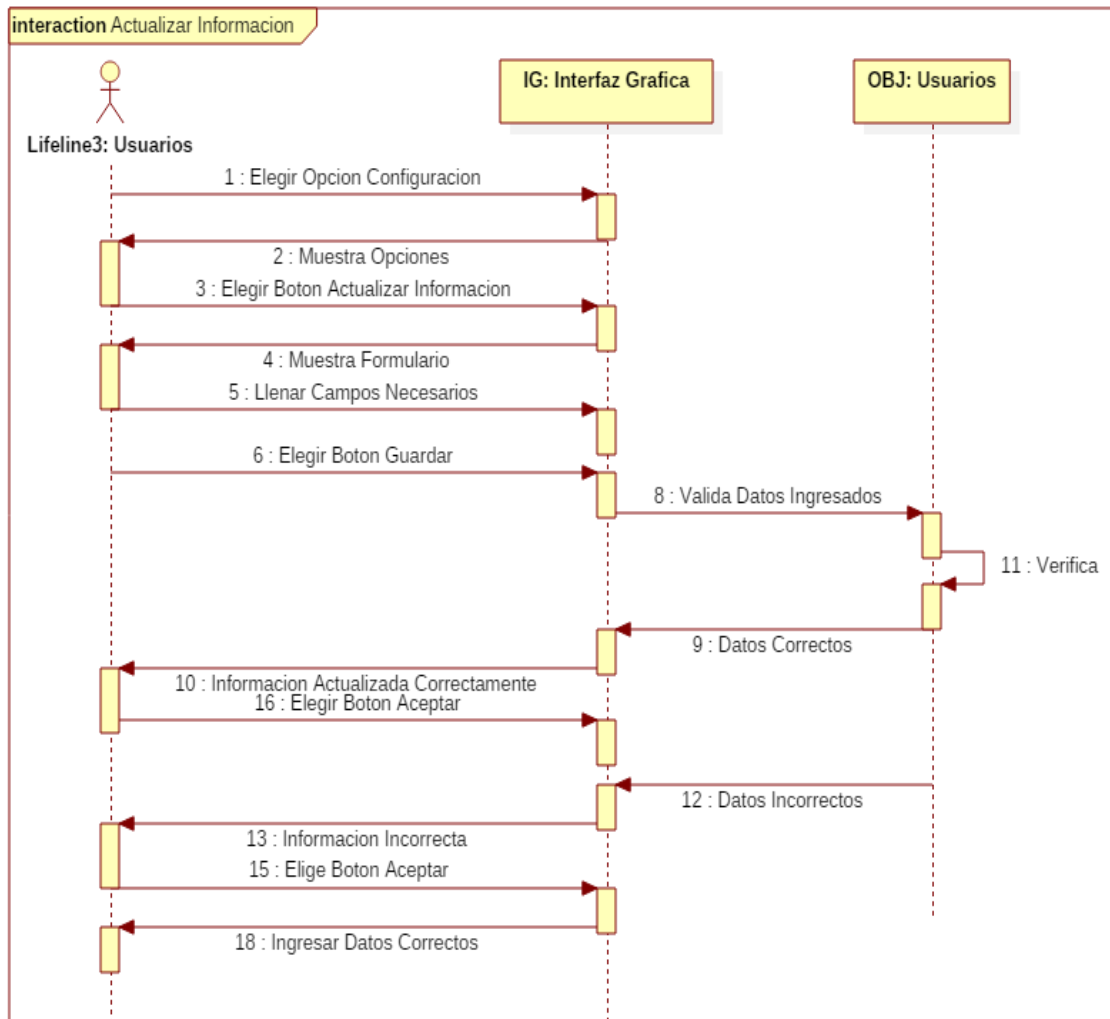 interaction Actualizar Informacion
IG: Interfaz Grafica
OBJ: Usuarios
Lifeline3: Usuarios
1 : Elegir Opcion Configuracion
2 : Muestra Opciones
3 : Elegir Boton Actualizar Informacion
4 : Muestra Formulario
5 : Llenar Campos Necesarios
6 : Elegir Boton Guardar
8 : Valida Datos Ingresados
11 : Verifica
9 : Datos Correctos
10 : Informacion Actualizada Correctamente
16 : Elegir Boton Aceptar
12 : Datos Incorrectos
13 : Informacion Incorrecta
15 : Elige Boton Aceptar
18 : Ingresar Datos Correctos